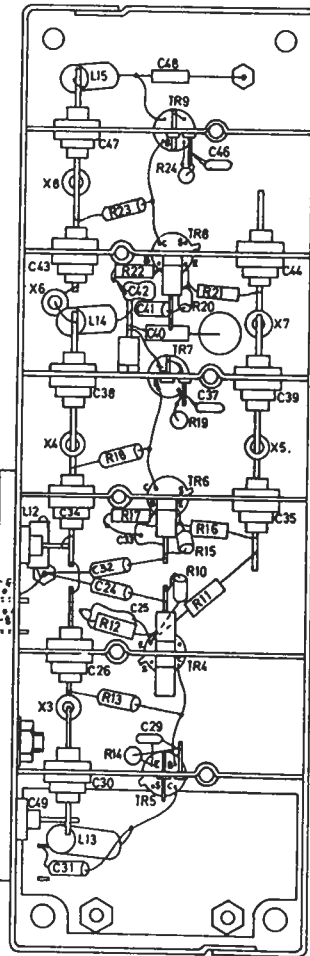 C48
L15
TR9
C47
C46
R24
X8
R23
TR8
C43
R22
C44
X6
C42
R21
R20
C41
L14
C40
X7
TR7
C38
C37
C39
R19
X4
R18
X5.
TR6
L12
C34
R17
R16
C35
C33
R15
C32
R10
C24
R11
C25
R12
C26
TR4
R13
X3
C29
R14
C30
TR5
C49
L13
C31